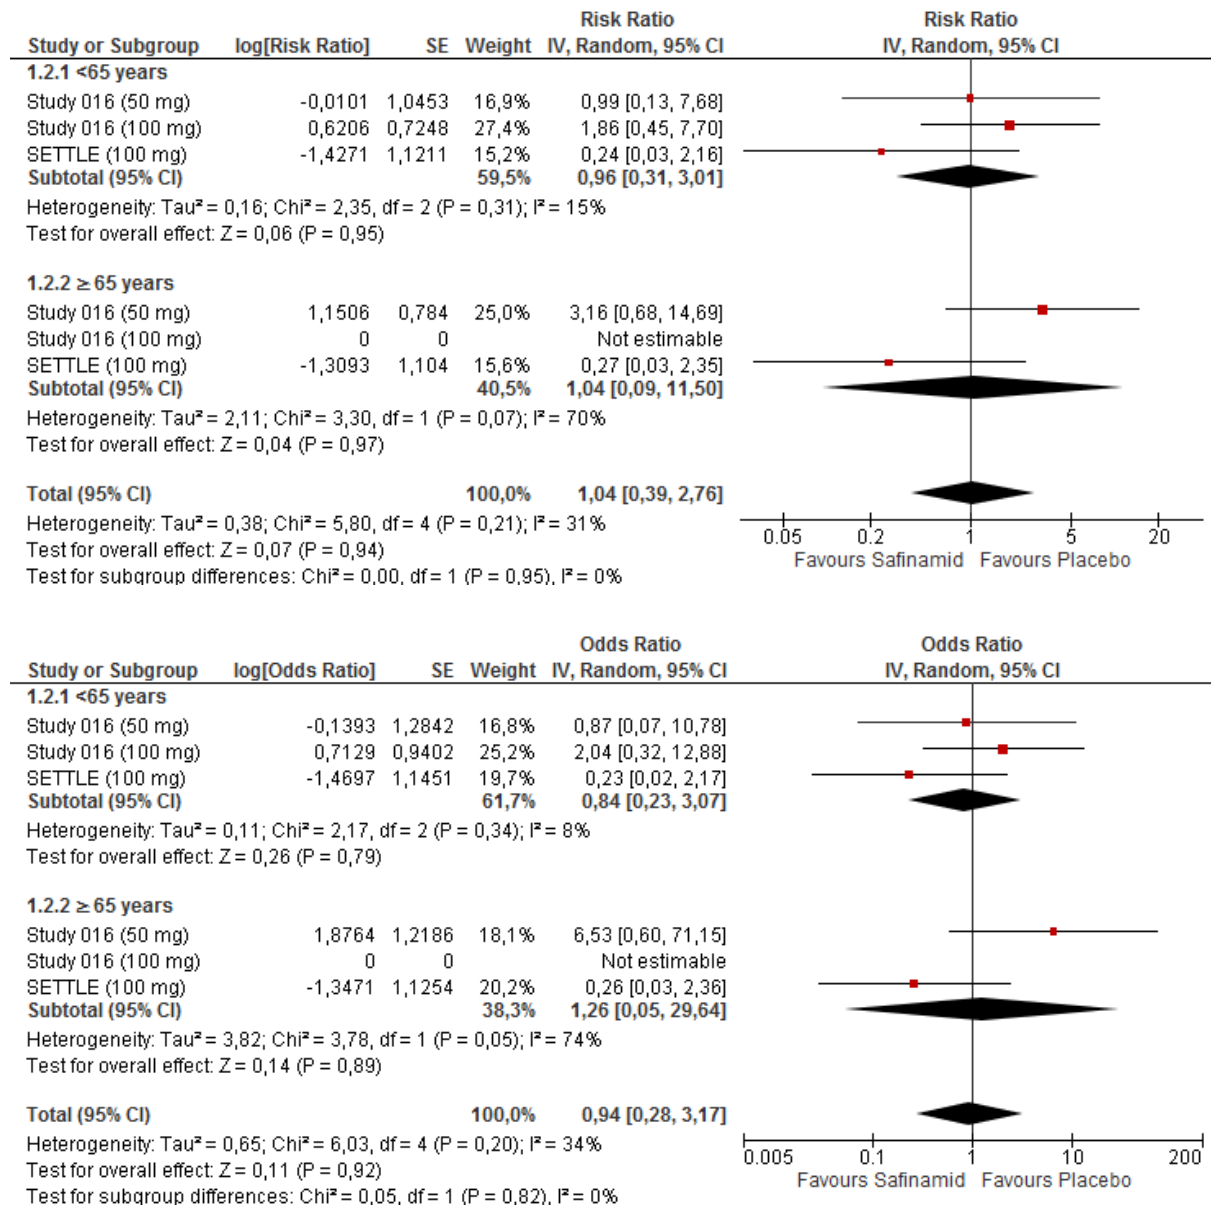 Risk Ratio Risk Ratio
Study or Subgroup log[Risk Ratio] SE Weight IV, Random, 95% CI IV, Random, 95% CI
1.2.1 <65 years
Study 016 (50 mg) -0,0101 1,0453 16,9% 0,99 [0,13, 7,68]
Study 016 (100 mg) 0,6206 0,7248 27,4% 1,86 [0,45, 7,70]
SETTLE (100 mg) -1,4271 1,1211 15,2% 0,24 [0,03, 2,16]
Subtotal (95% CI) 59,5% 0,96 [0,31, 3,01]
Heterogeneity: Tau² = 0,16; Chi² = 2,35, df = 2 (P = 0,31); I² = 15%
Test for overall effect: Z = 0,06 (P = 0,95)
1.2.2 ≥ 65 years
Study 016 (50 mg) 1,1506 0,784 25,0% 3,16 [0,68, 14,69]
Study 016 (100 mg) 0 0 Not estimable
SETTLE (100 mg) -1,3093 1,104 15,6% 0,27 [0,03, 2,35]
Subtotal (95% CI) 40,5% 1,04 [0,09, 11,50]
Heterogeneity: Tau² = 2,11; Chi² = 3,30, df = 1 (P = 0,07); I² = 70%
Test for overall effect: Z = 0,04 (P = 0,97)
Total (95% CI) 100,0% 1,04 [0,39, 2,76]
Heterogeneity: Tau² = 0,38; Chi² = 5,80, df = 4 (P = 0,21); I² = 31%
Test for overall effect: Z = 0,07 (P = 0,94)
Test for subgroup differences: Chi² = 0,00, df = 1 (P = 0,95), I² = 0%
0.05 0.2 1 5 20
Favours Safinamid Favours Placebo
Odds Ratio Odds Ratio
Study or Subgroup log[Odds Ratio] SE Weight IV, Random, 95% CI IV, Random, 95% CI
1.2.1 <65 years
Study 016 (50 mg) -0,1393 1,2842 16,8% 0,87 [0,07, 10,78]
Study 016 (100 mg) 0,7129 0,9402 25,2% 2,04 [0,32, 12,88]
SETTLE (100 mg) -1,4697 1,1451 19,7% 0,23 [0,02, 2,17]
Subtotal (95% CI) 61,7% 0,84 [0,23, 3,07]
Heterogeneity: Tau² = 0,11; Chi² = 2,17, df = 2 (P = 0,34); I² = 8%
Test for overall effect: Z = 0,26 (P = 0,79)
1.2.2 ≥ 65 years
Study 016 (50 mg) 1,8764 1,2186 18,1% 6,53 [0,60, 71,15]
Study 016 (100 mg) 0 0 Not estimable
SETTLE (100 mg) -1,3471 1,1254 20,2% 0,26 [0,03, 2,36]
Subtotal (95% CI) 38,3% 1,26 [0,05, 29,64]
Heterogeneity: Tau² = 3,82; Chi² = 3,78, df = 1 (P = 0,05); I² = 74%
Test for overall effect: Z = 0,14 (P = 0,89)
Total (95% CI) 100,0% 0,94 [0,28, 3,17]
Heterogeneity: Tau² = 0,65; Chi² = 6,03, df = 4 (P = 0,20); I² = 34%
Test for overall effect: Z = 0,11 (P = 0,92)
Test for subgroup differences: Chi² = 0,05, df = 1 (P = 0,82), I² = 0%
0.005 0.1 1 10 200
Favours Safinamid Favours Placebo